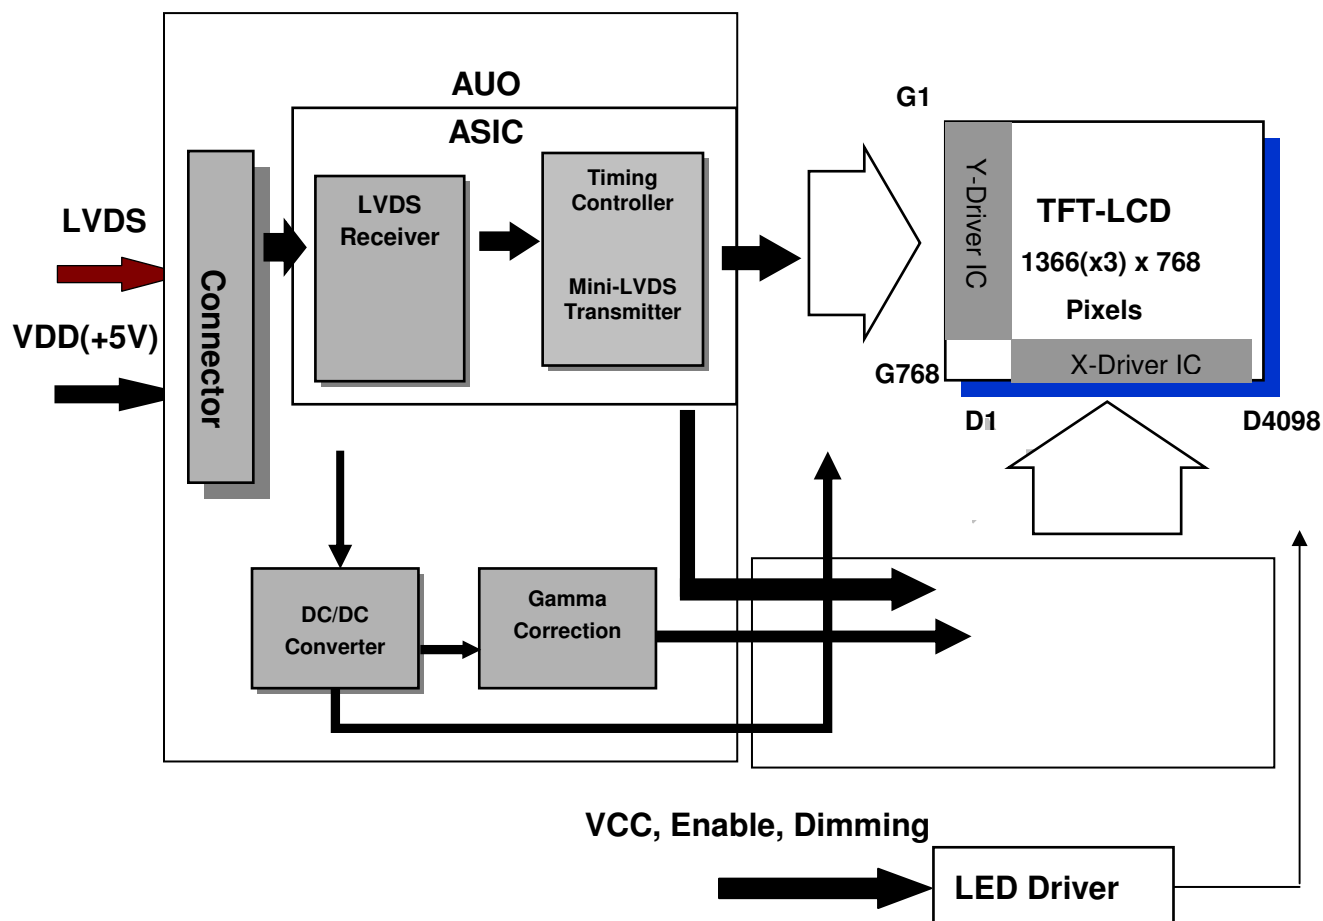 AUO
ASIC
G1
LVDS
VDD(+5V)
Connector
LVDS
Receiver
Timing
Controller
Mini-LVDS
Transmitter
Y-Driver IC
TFT-LCD
1366(x3) x 768
Pixels
X-Driver IC
G768
D1
D4098
DC/DC
Converter
Gamma
Correction
VCC, Enable, Dimming
LED Driver